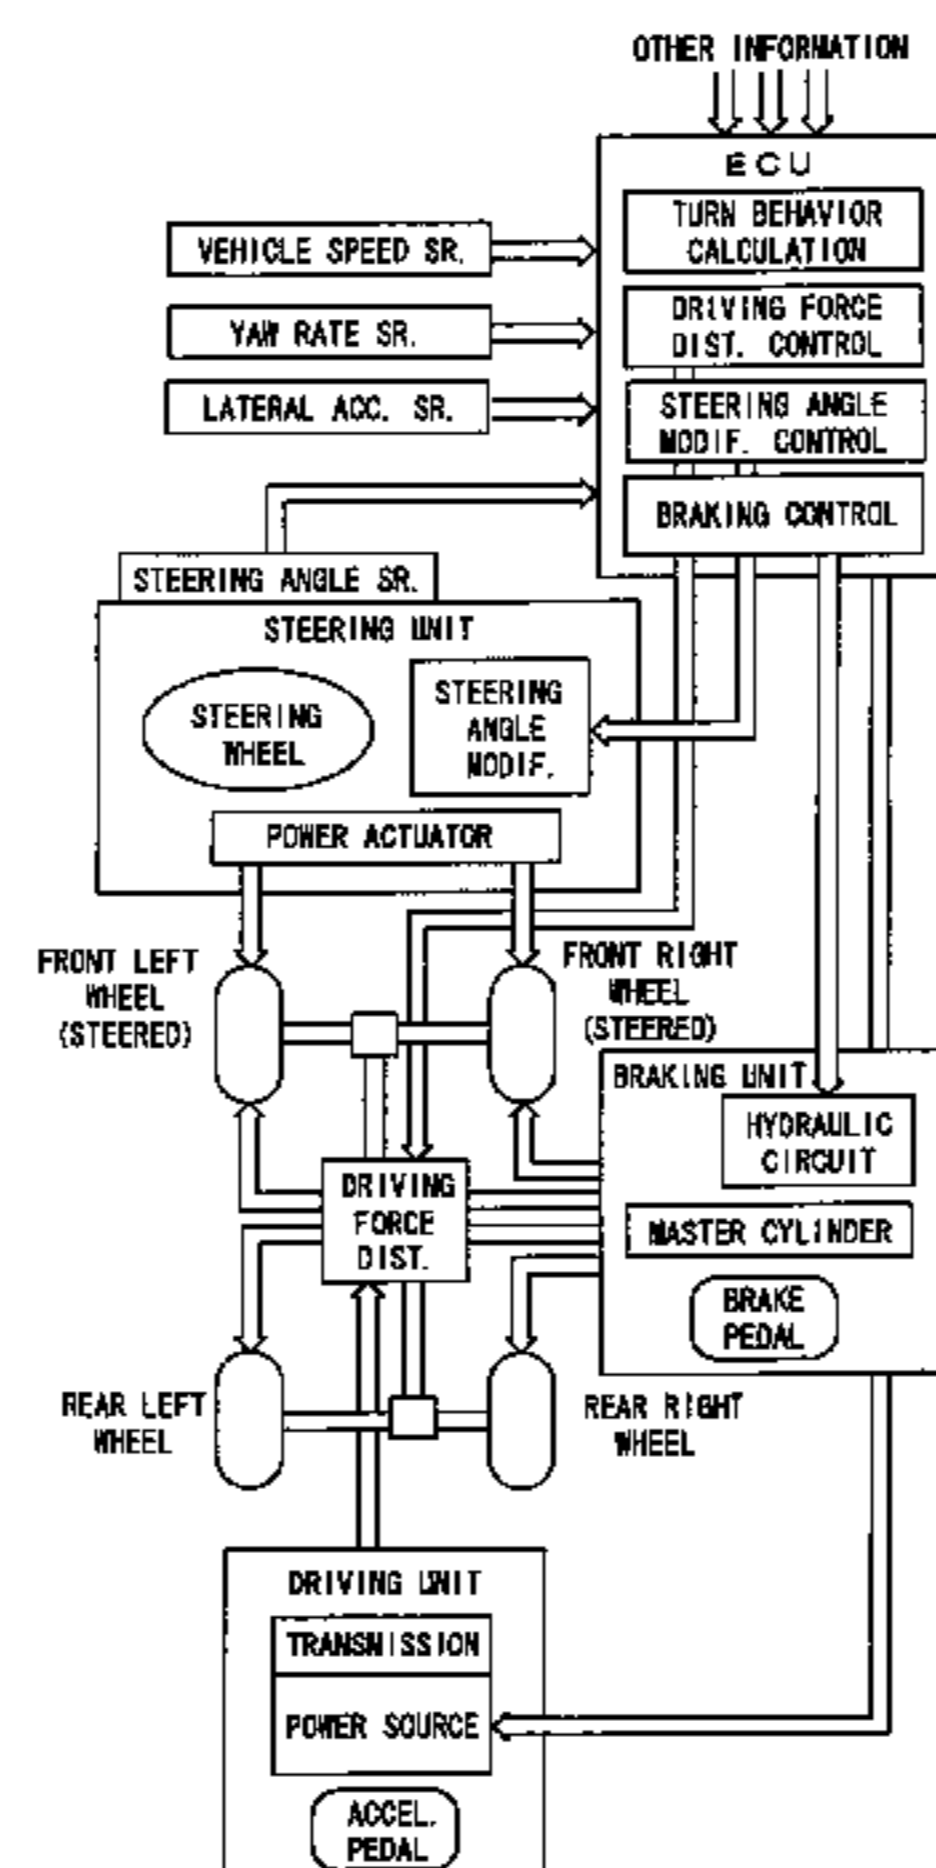 OTHER INFORMATION
ECU
TURN BEHAVIOR
CALCULATION
VEHICLE SPEED SR.
DRIVING FORCE
DIST. CONTROL
YAW RATE SR.
STEERING ANGLE
MODIF. CONTROL
LATERAL ACC. SR.
BRAKING CONTROL
STEERING ANGLE SR.
STEERING UNIT
STEERING
WHEEL
STEERING
ANGLE
MODIF.
POWER ACTUATOR
FRONT LEFT
WHEEL
(STEERED)
FRONT RIGHT
WHEEL
(STEERED)
BRAKING UNIT
HYDRAULIC
CIRCUIT
DRIVING
FORCE
DIST.
MASTER CYLINDER
BRAKE
PEDAL
REAR LEFT
WHEEL
REAR RIGHT
WHEEL
DRIVING UNIT
TRANSMISSION
POWER SOURCE
ACCEL.
PEDAL